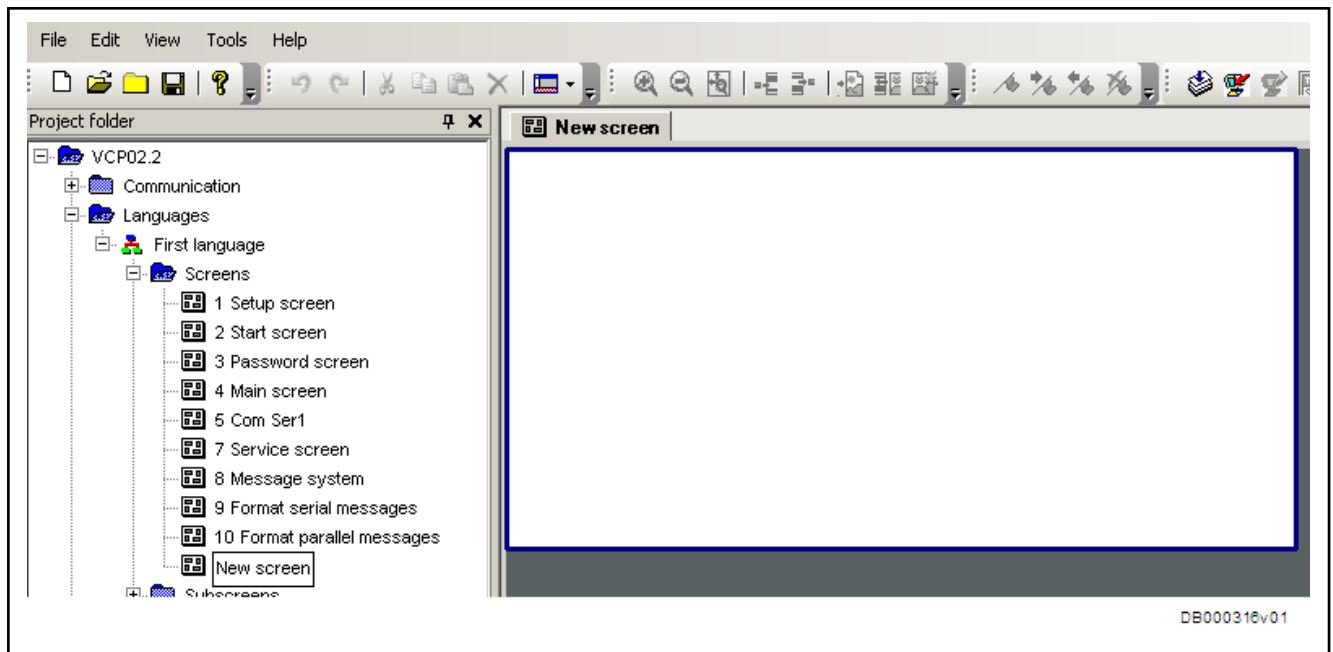 File Edit View Tools Help
Project folder
New screen
VCP02.2
Communication
Languages
First language
Screens
1 Setup screen
2 Start screen
3 Password screen
4 Main screen
5 Com Ser1
7 Service screen
8 Message system
9 Format serial messages
10 Format parallel messages
New screen
Subscreens
DB000316v01